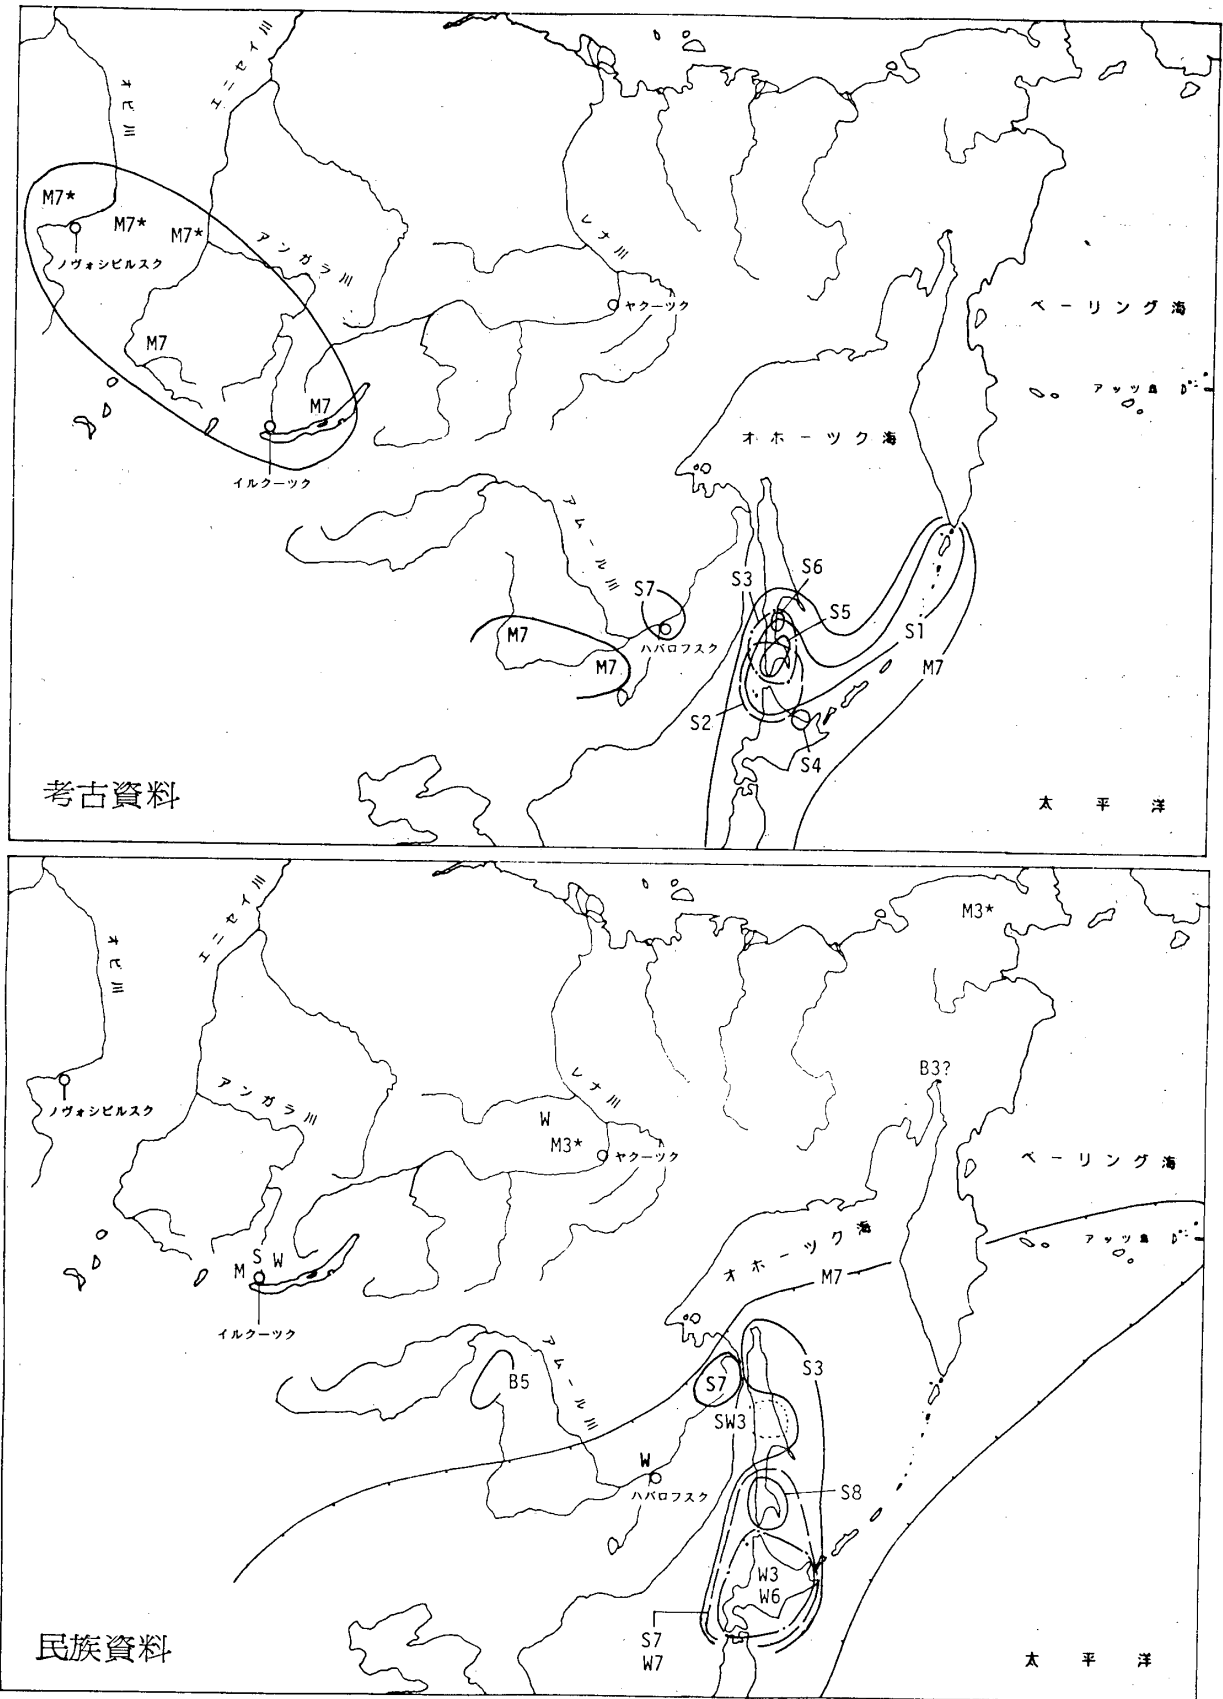 オビ川
エニセイ川
M7*
M7*
M7*
ノヴォシビルスク
アンガラ川
レナ川
ヤクーツク
ベーリング海
M7
M7
アッツ島
オホーツク海
イルクーツク
アムール川
S6
S3
S7
S5
M7
ハバロフスク
S1
M7
M7
S2
S4
考古資料
太平洋
M3*
エニセイ川
オビ川
B3?
ノヴォシビルスク
アンガラ川
レナ川
W
M3*
ヤクーツク
ベーリング海
S
M
W
オホーツク海
アッツ島
M7
イルクーツク
アムール川
B5
S7
S3
SW3
W
ハバロフスク
S8
W3
W6
S7
W7
民族資料
太平洋